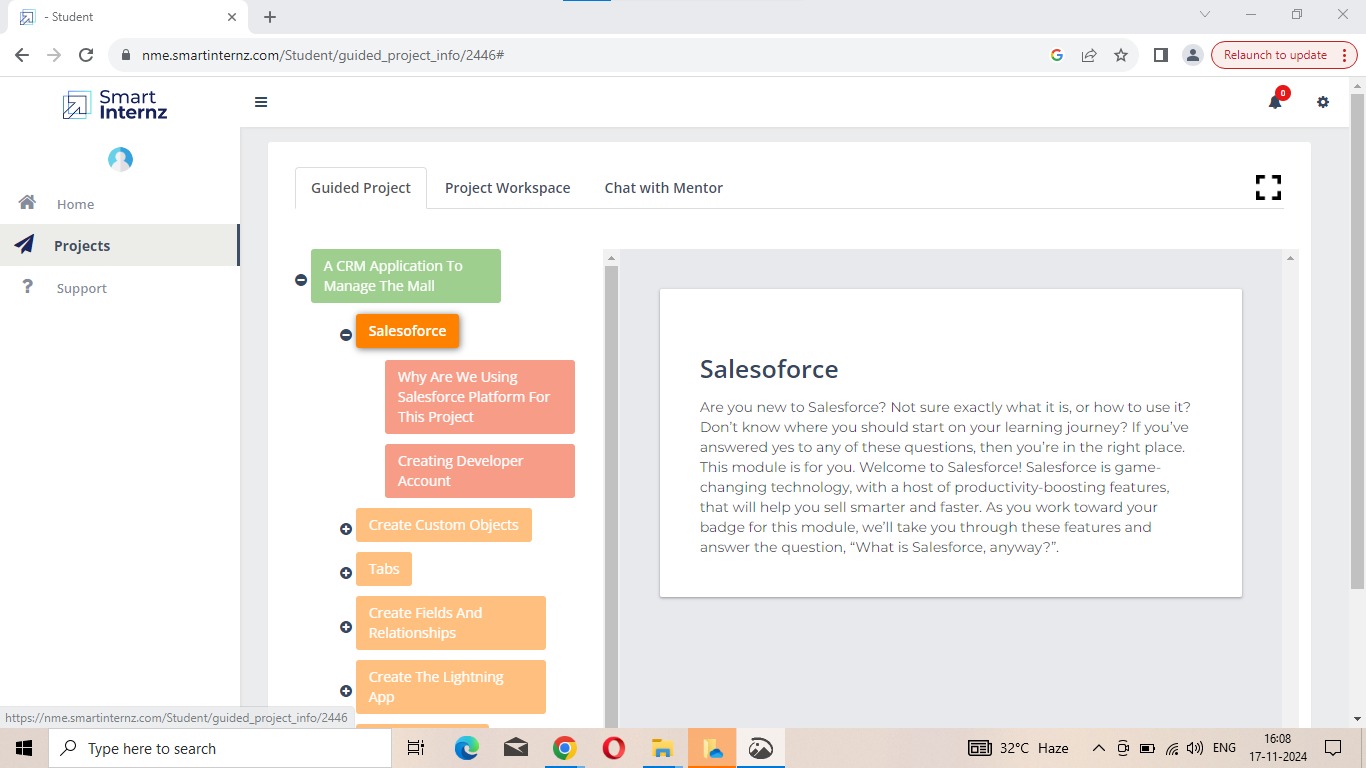 - Student
nme.smartinternz.com/Student/guided_project_info/2446#
Relaunch to update
Smart
Internz
0
Home
Projects
Support
Guided Project
Project Workspace
Chat with Mentor
A CRM Application To
Manage The Mall
Salesoforce
Why Are We Using
Salesforce Platform For
This Project
Creating Developer
Account
Create Custom Objects
Tabs
Create Fields And
Relationships
Create The Lightning
App
Salesoforce
Are you new to Salesforce? Not sure exactly what it is, or how to use it?
Don't know where you should start on your learning journey? If you've
answered yes to any of these questions, then you're in the right place.
This module is for you. Welcome to Salesforce! Salesforce is game-
changing technology, with a host of productivity-boosting features,
that will help you sell smarter and faster. As you work toward your
badge for this module, we'll take you through these features and
answer the question, “What is Salesforce, anyway?”.
https://nme.smartinternz.com/Student/guided_project_info/2446
Type here to search
32°C Haze
ENG
16:08
17-11-2024